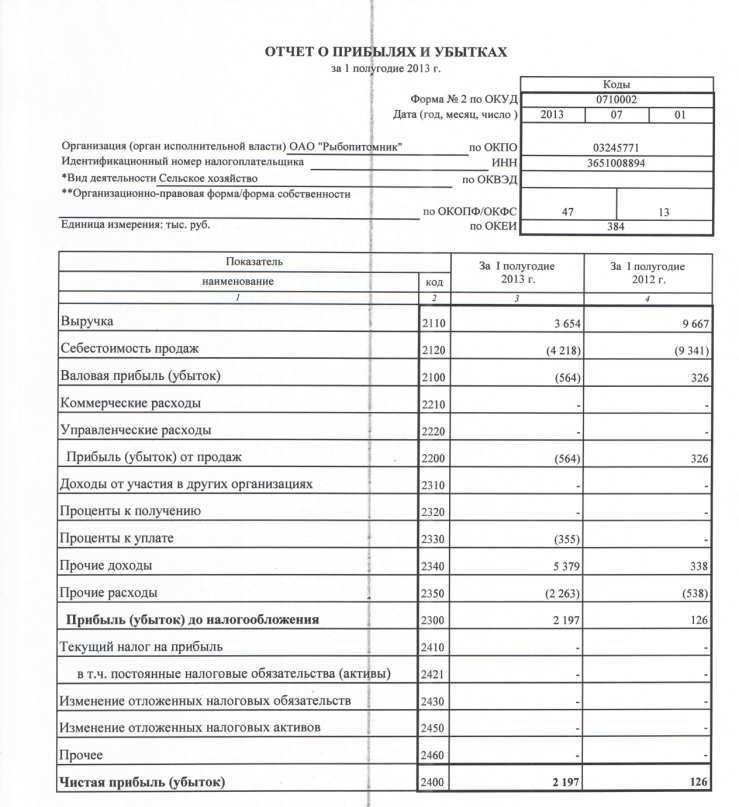 ОТЧЕТ О ПРИБЫЛЯХ И УБЫТКАХ
за I полугодие 2013 г.
Коды
Форма № 2 по ОКУД 0710002
Дата (год, месяц, число ) 2013 07 01
Организация (орган исполнительной власти) ОАО "Рыбопитомник" по ОКПО 03245771
Идентификационный номер налогоплательщика ИНН 3651008894
*Вид деятельности Сельское хозяйство по ОКВЭД
**Организационно-правовая форма/форма собственности
по ОКОПФ/ОКФС 47 13
Единица измерения: тыс. руб. по ОКЕИ 384
Показатель За I полугодие 2013 г. За I полугодие 2012 г.
наименование код
1 2 3 4
Выручка 2110 3 654 9 667
Себестоимость продаж 2120 (4 218) (9 341)
Валовая прибыль (убыток) 2100 (564) 326
Коммерческие расходы 2210 - -
Управленческие расходы 2220 - -
Прибыль (убыток) от продаж 2200 (564) 326
Доходы от участия в других организациях 2310 - -
Проценты к получению 2320 - -
Проценты к уплате 2330 (355) -
Прочие доходы 2340 5 379 338
Прочие расходы 2350 (2 263) (538)
Прибыль (убыток) до налогообложения 2300 2 197 126
Текущий налог на прибыль 2410 - -
в т.ч. постоянные налоговые обязательства (активы) 2421 - -
Изменение отложенных налоговых обязательств 2430 - -
Изменение отложенных налоговых активов 2450 - -
Прочее 2460 - -
Чистая прибыль (убыток) 2400 2 197 126